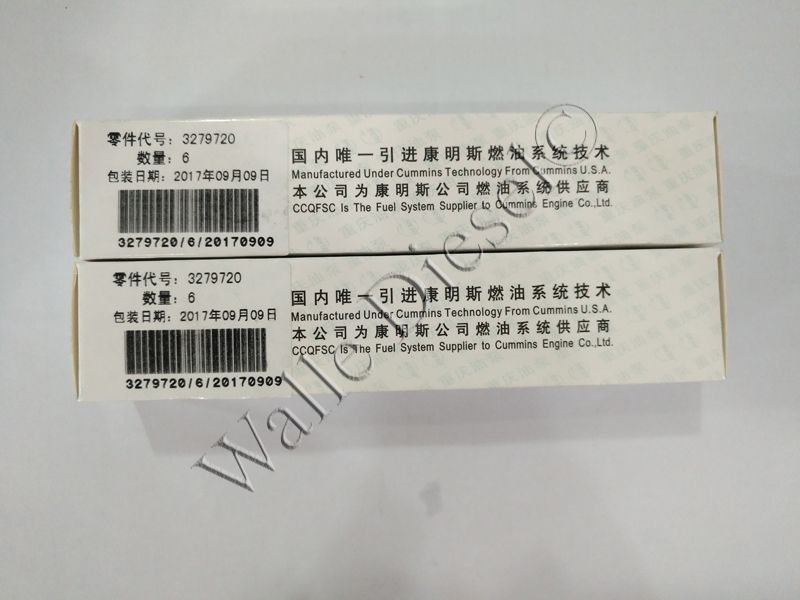 零件代号: 3279720
数量: 6
包装日期: 2017年09月09日
3279720/6/20170909
国内唯一引进康明斯燃油系统技术
Manufactured Under Cummins Technology From Cummins U.S.A.
本公司为康明斯公司燃油系统供应商
CCQFSC Is The Fuel System Supplier to Cummins Engine Co.,Ltd.
零件代号: 3279720
数量: 6
包装日期: 2017年09月09日
3279720/6/20170909
国内唯一引进康明斯燃油系统技术
Manufactured Under Cummins Technology From Cummins U.S.A.
本公司为康明斯公司燃油系统供应商
CCQFSC Is The Fuel System Supplier to Cummins Engine Co.,Ltd.
Walle Diesel©